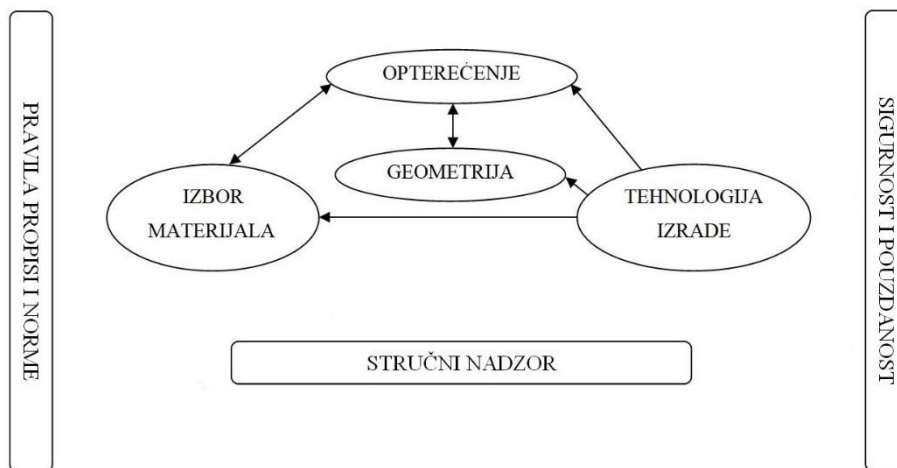 PRAVILA PROPISI I NORME
OPTEREĆENJE
GEOMETRIJA
IZBOR
MATERIJALA
TEHNOLOGIJA
IZRADE
STRUČNI NADZOR
SIGURNOST I POUZDANOST